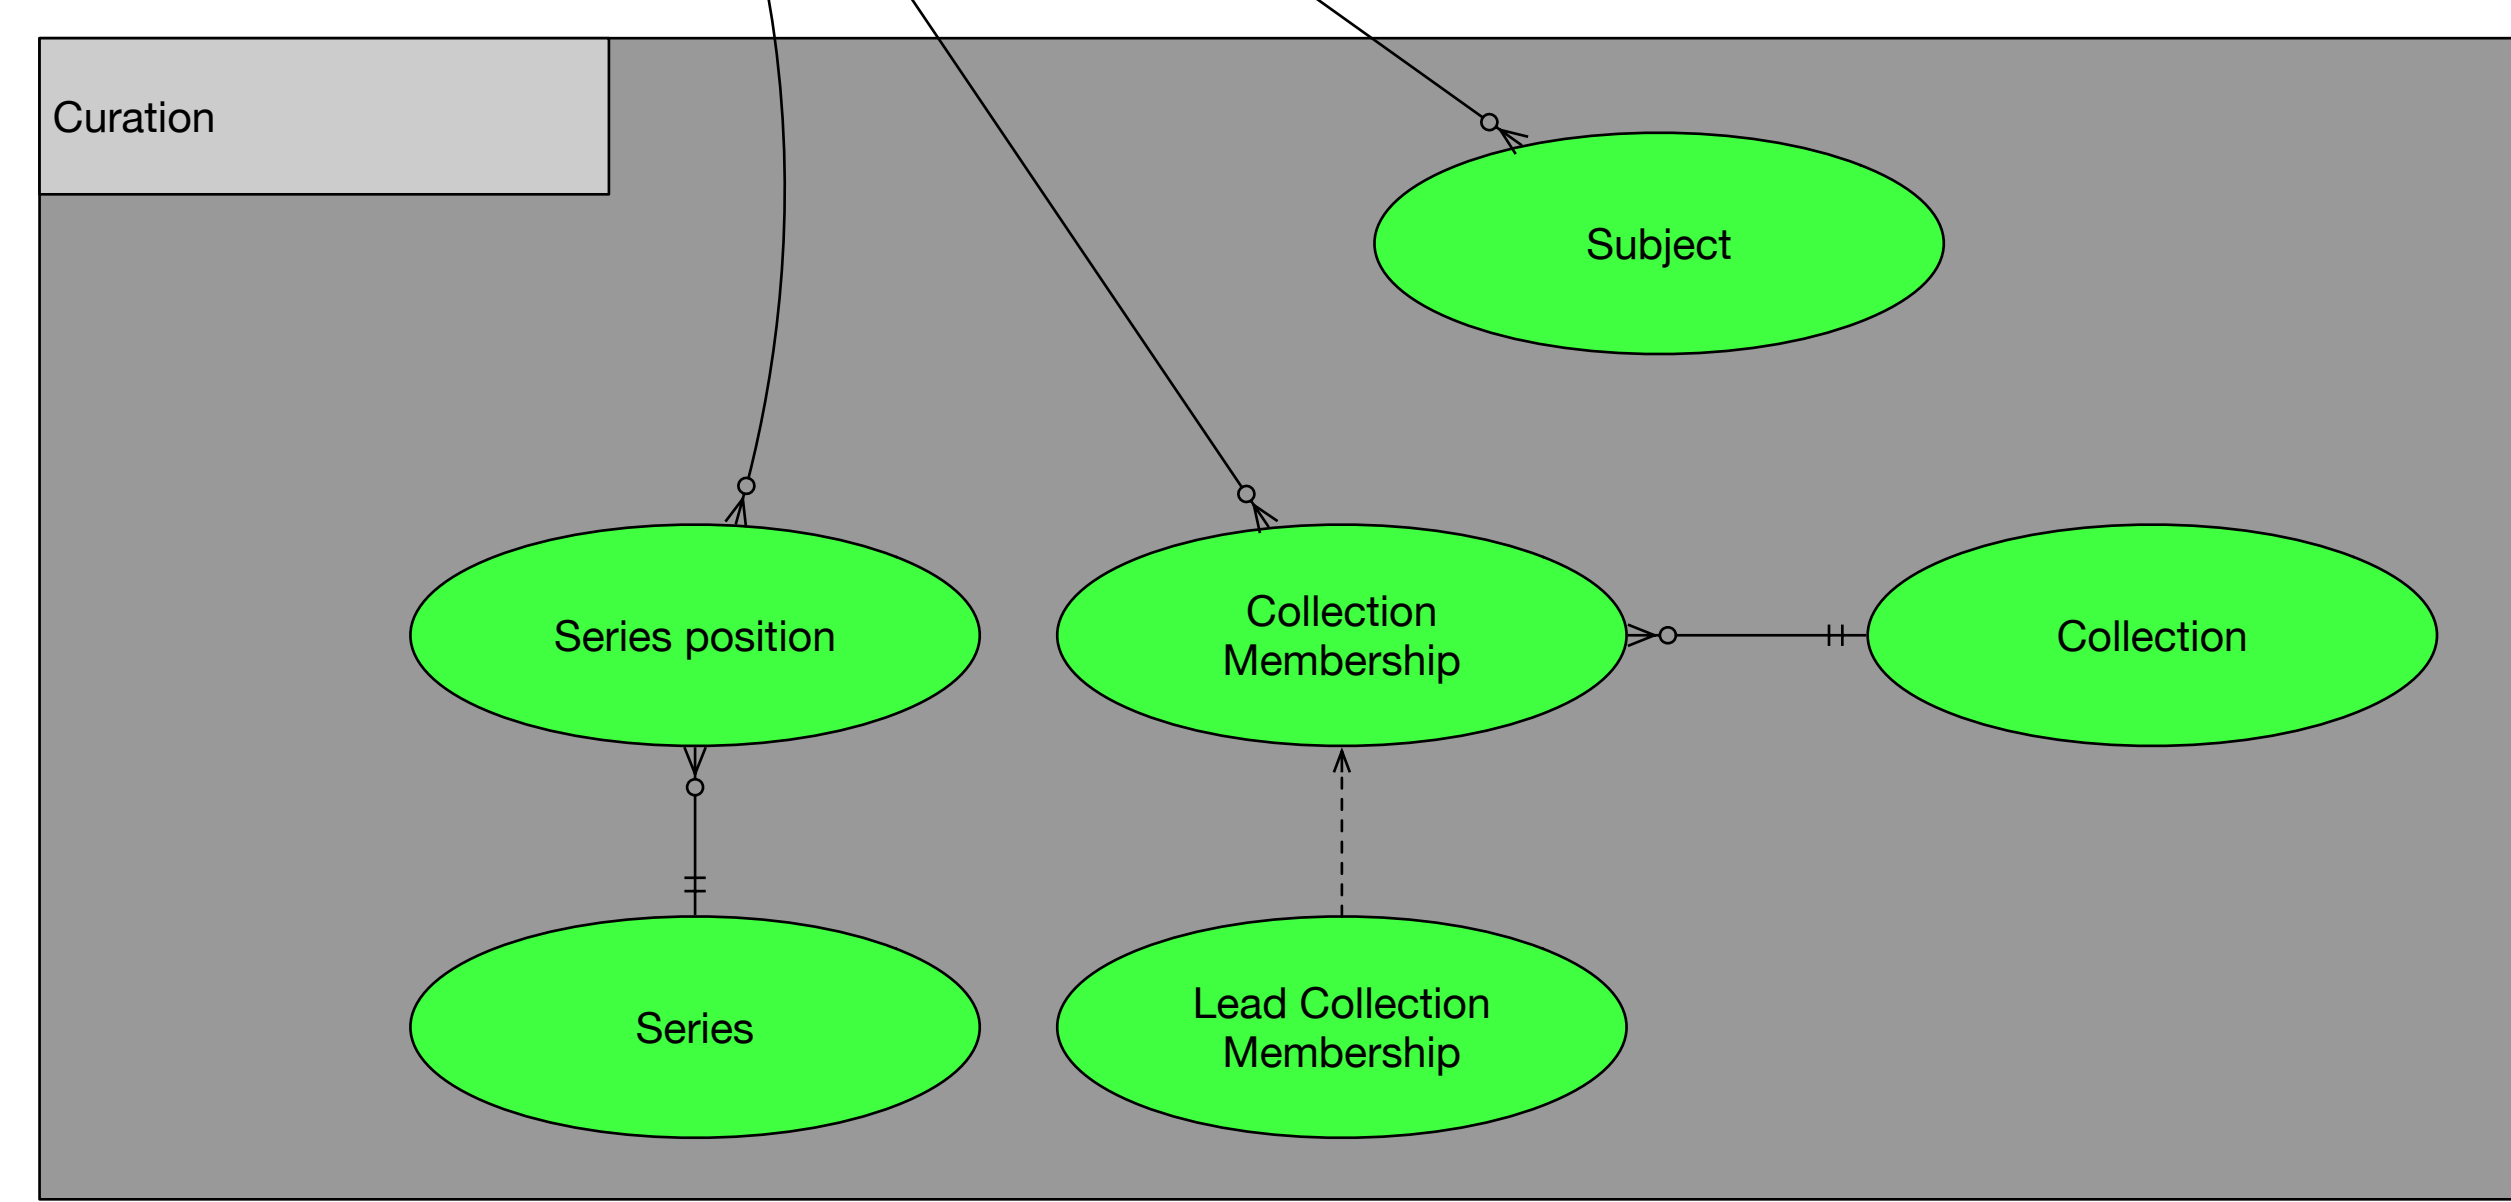 Curation
Subject
Series position
Collection
Membership
Collection
Series
Lead Collection
Membership